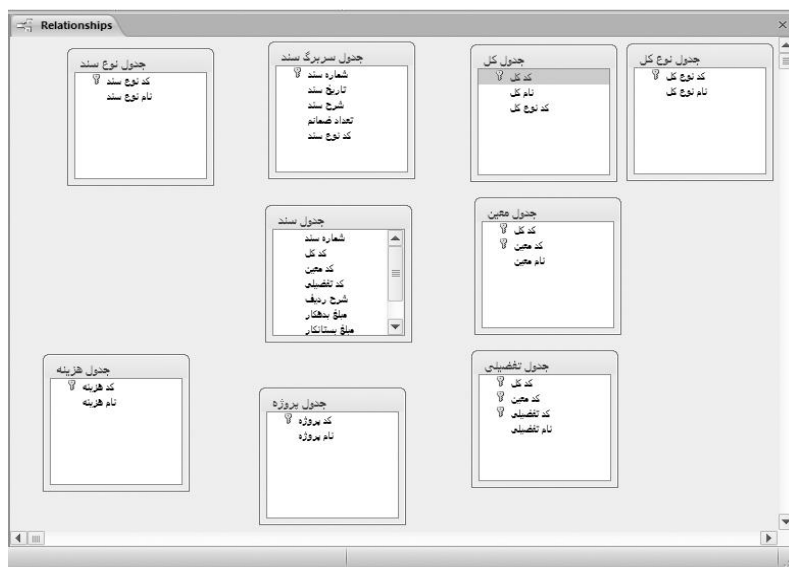 Relationships
جدول نوع سند
کد نوع سند
نام نوع سند
جدول سربرگ سند
شماره سند
تاریخ سند
شرح سند
تعداد ضمائم
کد نوع سند
جدول کل
کد کل
نام کل
کد نوع کل
جدول نوع کل
کد نوع کل
نام نوع کل
جدول سند
شماره سند
کد کل
کد معین
کد تفضیلی
شرح ردیف
مبلغ بدهکار
مبلغ بستانکار
جدول معین
کد کل
کد معین
نام معین
جدول هزینه
کد هزینه
نام هزینه
جدول پروژه
کد پروژه
نام پروژه
جدول تفضیلی
کد کل
کد معین
کد تفضیلی
نام تفضیلی